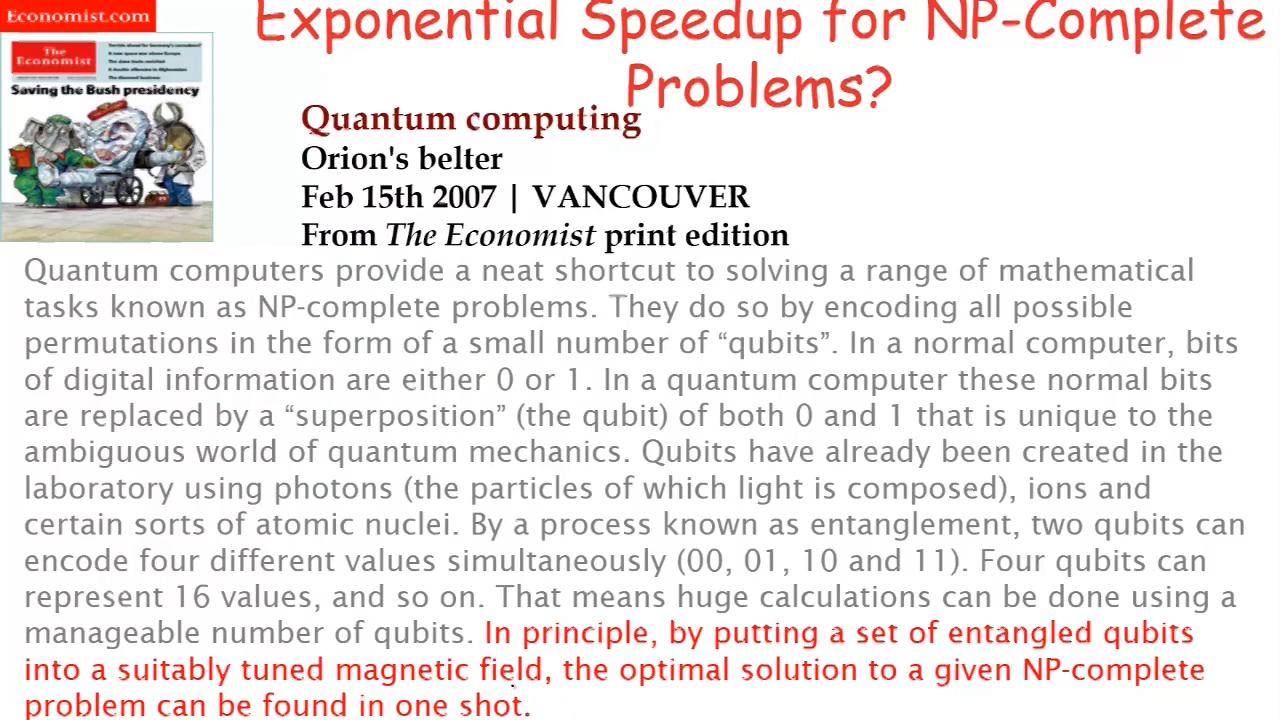 Economist.com
Exponential Speedup for NP-Complete
Problems?
The
Economist
Saving the Bush presidency
Quantum computing
Orion's belter
Feb 15th 2007 | VANCOUVER
From The Economist print edition
Quantum computers provide a neat shortcut to solving a range of mathematical
tasks known as NP-complete problems. They do so by encoding all possible
permutations in the form of a small number of “qubits”. In a normal computer, bits
of digital information are either 0 or 1. In a quantum computer these normal bits
are replaced by a “superposition” (the qubit) of both 0 and 1 that is unique to the
ambiguous world of quantum mechanics. Qubits have already been created in the
laboratory using photons (the particles of which light is composed), ions and
certain sorts of atomic nuclei. By a process known as entanglement, two qubits can
encode four different values simultaneously (00, 01, 10 and 11). Four qubits can
represent 16 values, and so on. That means huge calculations can be done using a
manageable number of qubits. In principle, by putting a set of entangled qubits
into a suitably tuned magnetic field, the optimal solution to a given NP-complete
problem can be found in one shot.